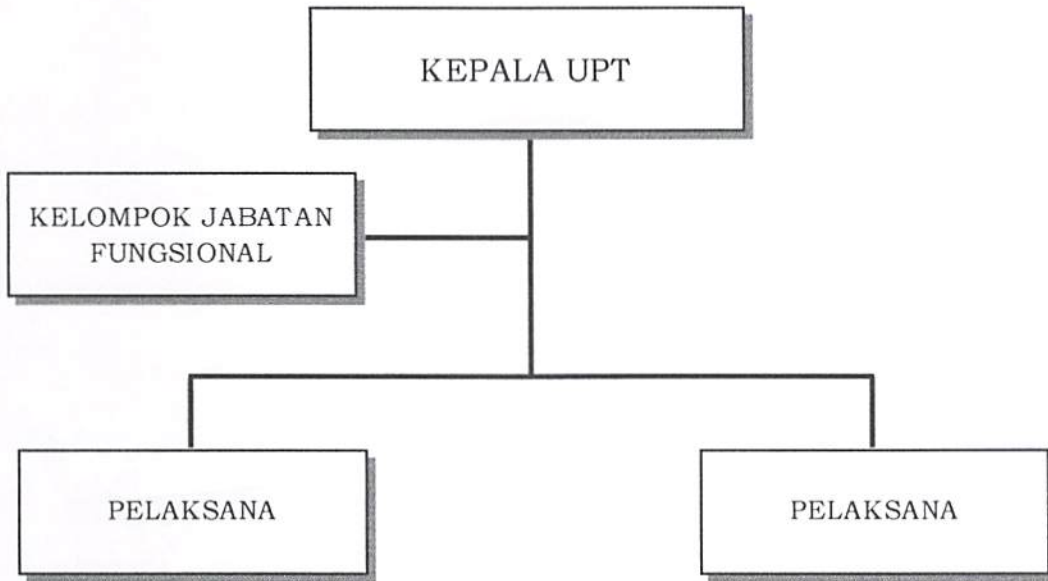 KEPALA UPT
KELOMPOK JABATAN
FUNGSIONAL
PELAKSANA
PELAKSANA